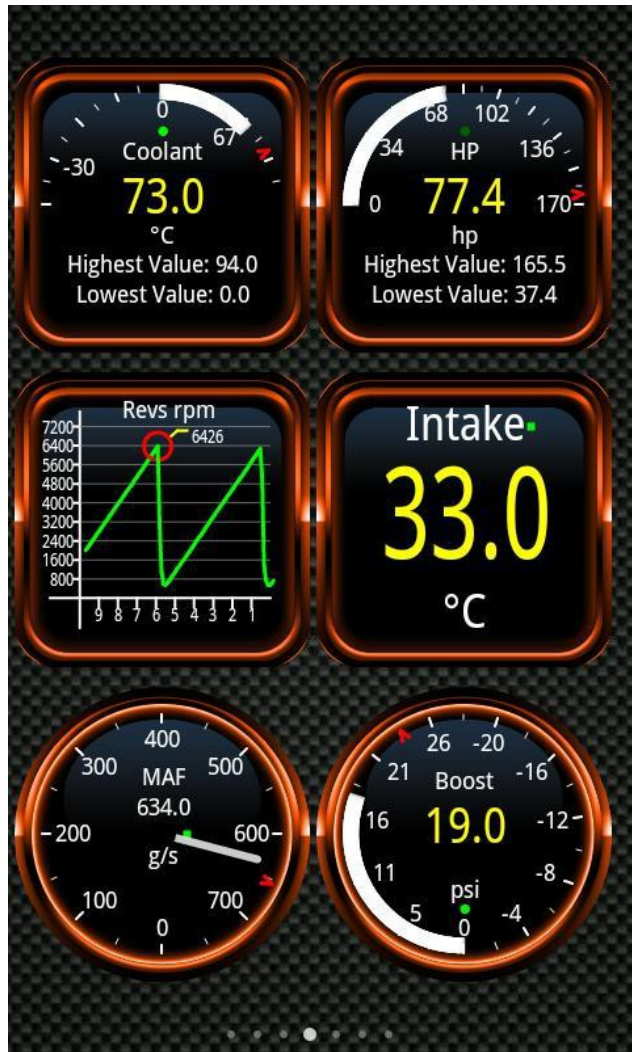 0
67
-30
Coolant
73.0
°C
Highest Value: 94.0
Lowest Value: 0.0
68 102
34 136
HP
0 77.4 170
hp
Highest Value: 165.5
Lowest Value: 37.4
Revs rpm
7200
6400
5600
4800
4000
3200
2400
1600
800
6426
9 8 7 6 5 4 3 2 1
Intake
33.0
°C
400
300 500
MAF
634.0
200 600
g/s
100 700
0
26 -20
21 -16
Boost
16 19.0 -12
11 -8
psi
5 -4
0